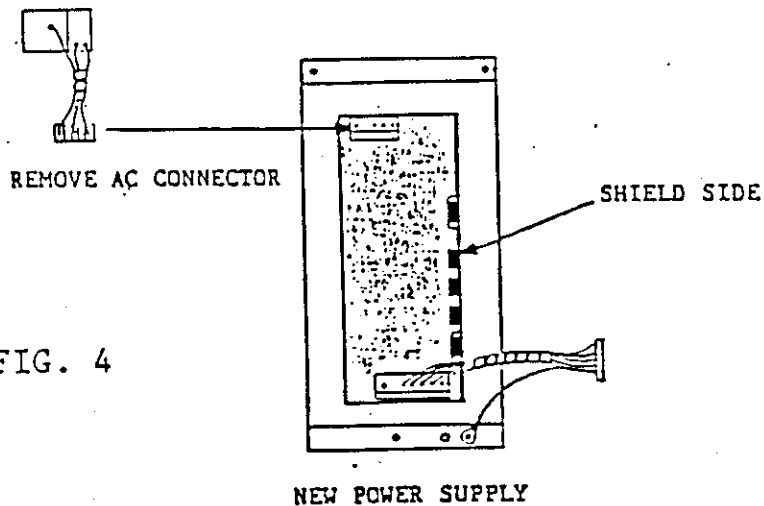 REMOVE AC CONNECTOR
SHIELD SIDE
FIG. 4
NEW POWER SUPPLY